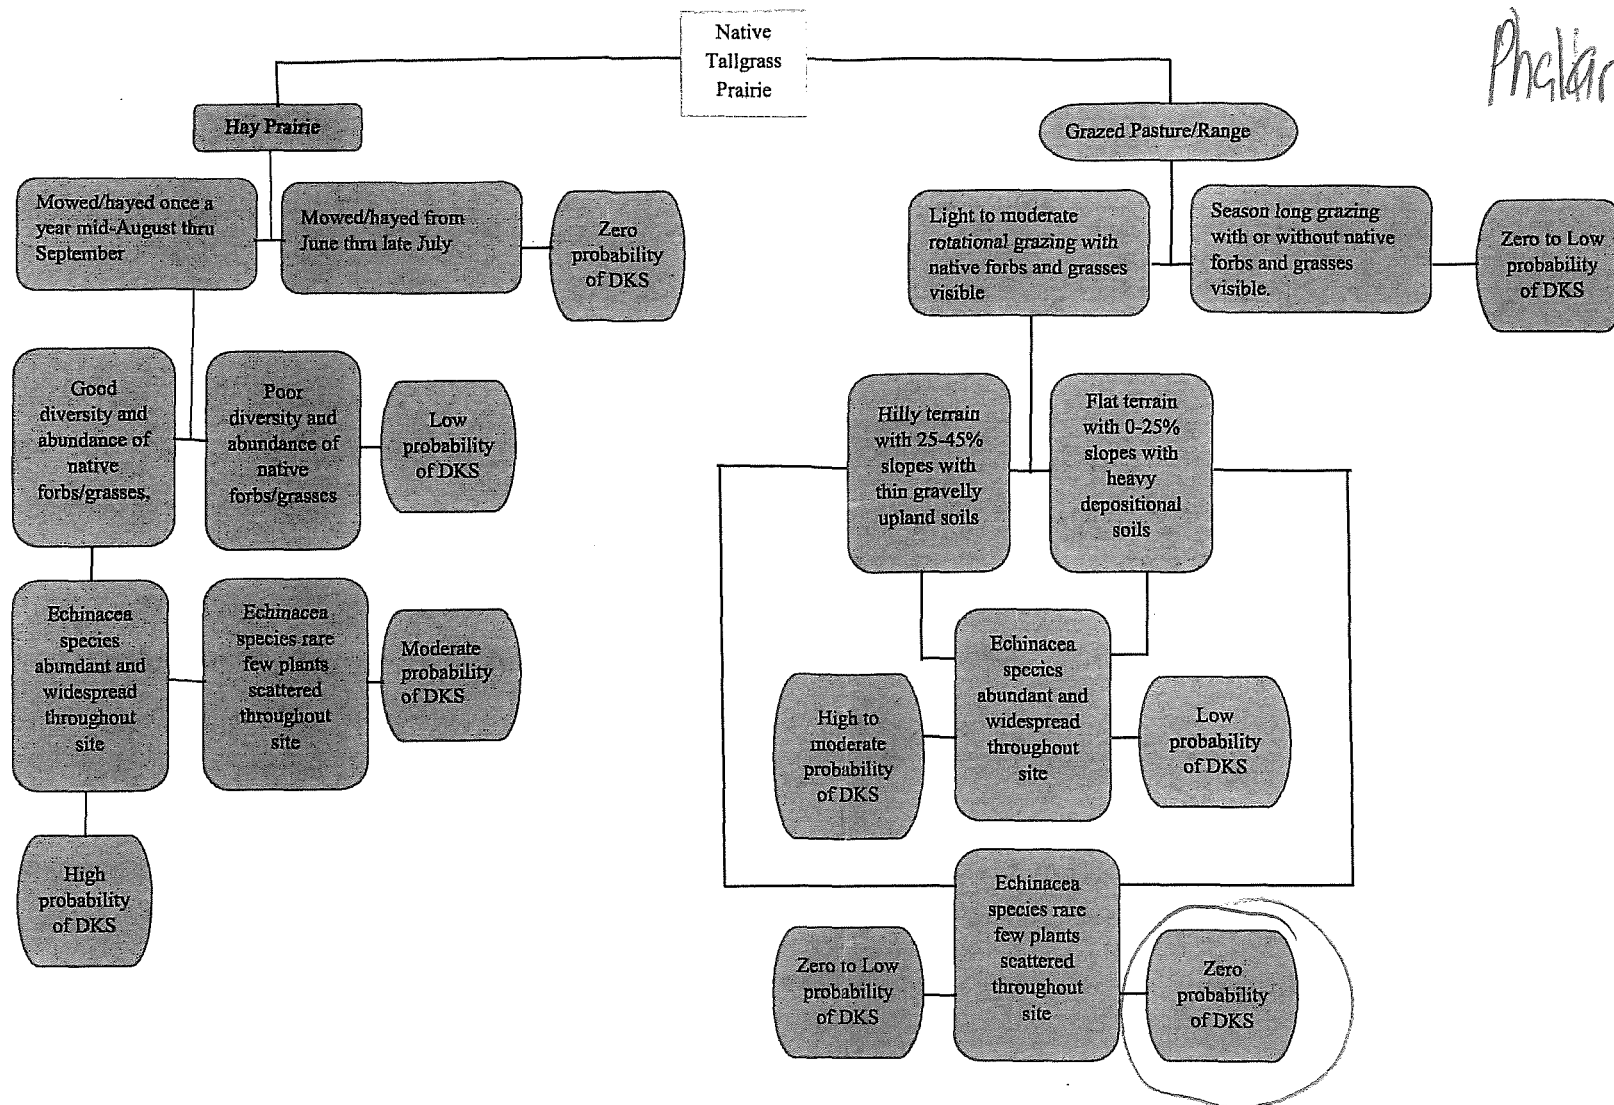 Native
Tallgrass
Prairie
Hay Prairie
Grazed Pasture/Range
Mowed/hayed once a
year mid-August thru
September
Mowed/hayed from
June thru late July
Zero
probability
of DKS
Light to moderate
rotational grazing with
native forbs and grasses
visible
Season long grazing
with or without native
forbs and grasses
visible.
Zero to Low
probability
of DKS
Good
diversity and
abundance of
native
forbs/grasses,
Poor
diversity and
abundance of
native
forbs/grasses
Low
probability
of DKS
Hilly terrain
with 25-45%
slopes with
thin gravelly
upland soils
Flat terrain
with 0-25%
slopes with
heavy
depositional
soils
Echinacea
species
abundant and
widespread
throughout
site
Echinacea
species rare
few plants
scattered
throughout
site
Moderate
probability
of DKS
Echinacea
species
abundant and
widespread
throughout
site
High to
moderate
probability
of DKS
Low
probability
of DKS
High
probability
of DKS
Echinacea
species rare
few plants
scattered
throughout
site
Zero to Low
probability
of DKS
Zero
probability
of DKS